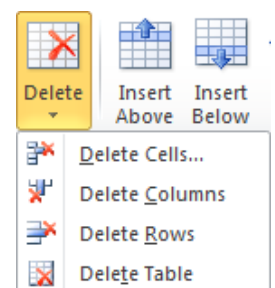 Delete
Insert
Above
Insert
Below
Delete Cells...
Delete Columns
Delete Rows
Delete Table